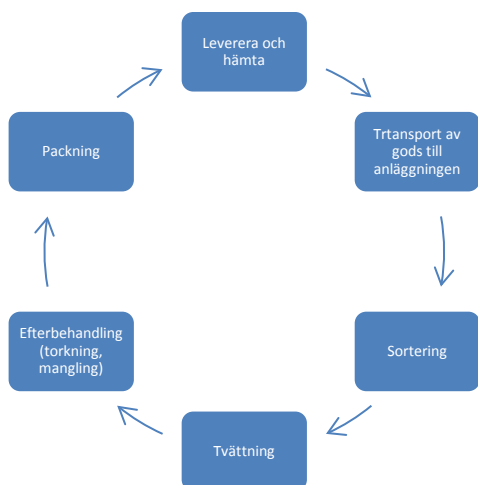 Leverera och
hämta
Trtansport av
gods till
anläggningen
Sortering
Tvättning
Efterbehandling
(torkning,
mangling)
Packning